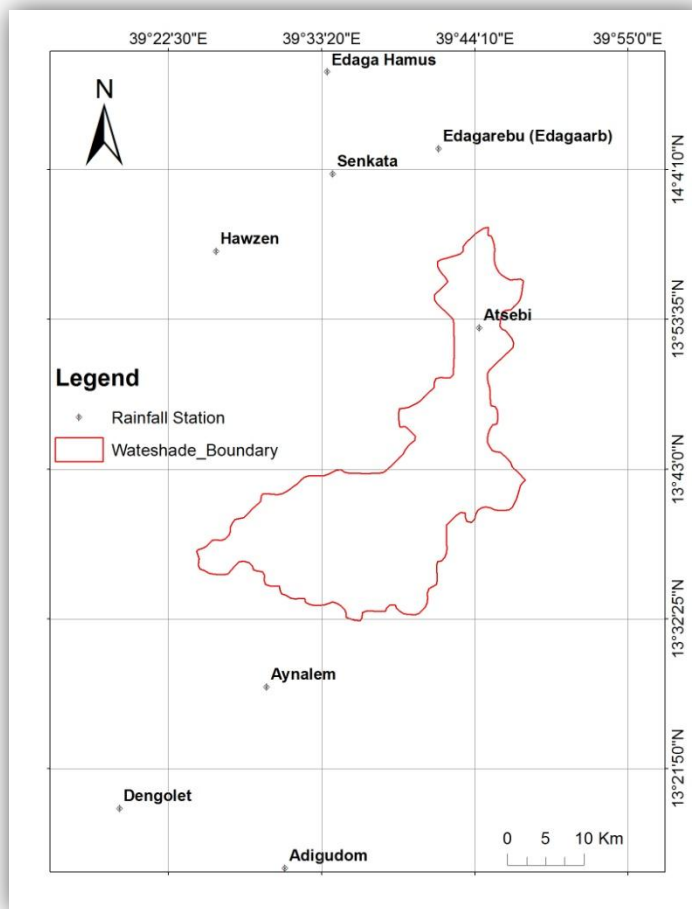 39°22'30"E 39°33'20"E 39°44'10"E 39°55'0"E
Edaga Hamus
N
Edagarebu (Edagaarb)
Senkata
14°4'10"N
Hawzen
Atsebi
13°53'35"N
Legend
Rainfall Station
Wateshade_Boundary
13°43'0"N
13°32'25"N
Aynalem
13°21'50"N
Dengolet
0 5 10 Km
Adigudom